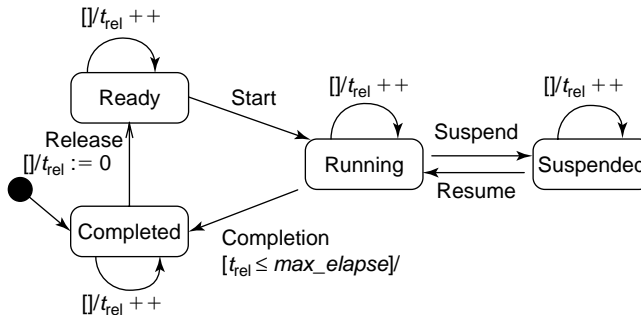 []/t_rel ++
Ready
Start
Release
[]/t_rel := 0
[]/t_rel ++
Running
Suspend
Resume
[]/t_rel ++
Suspended
Completed
[]/t_rel ++
Completion
[t_rel ≤ max_elapse]/